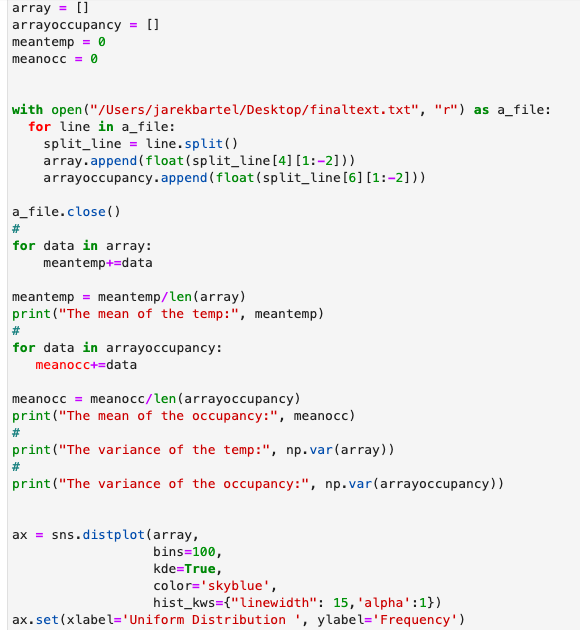 array = []
arrayoccupancy = []
meantemp = 0
meanocc = 0
with open("/Users/jarekbartel/Desktop/finaltext.txt", "r") as a_file:
  for line in a_file:
    split_line = line.split()
    array.append(float(split_line[4][1:-2]))
    arrayoccupancy.append(float(split_line[6][1:-2]))
a_file.close()
#
for data in array:
    meantemp+=data
meantemp = meantemp/len(array)
print("The mean of the temp:", meantemp)
#
for data in arrayoccupancy:
   meanocc+=data
meanocc = meanocc/len(arrayoccupancy)
print("The mean of the occupancy:", meanocc)
#
print("The variance of the temp:", np.var(array))
#
print("The variance of the occupancy:", np.var(arrayoccupancy))
ax = sns.distplot(array,
                  bins=100,
                  kde=True,
                  color='skyblue',
                  hist_kws={"linewidth": 15,'alpha':1})
ax.set(xlabel='Uniform Distribution ', ylabel='Frequency')